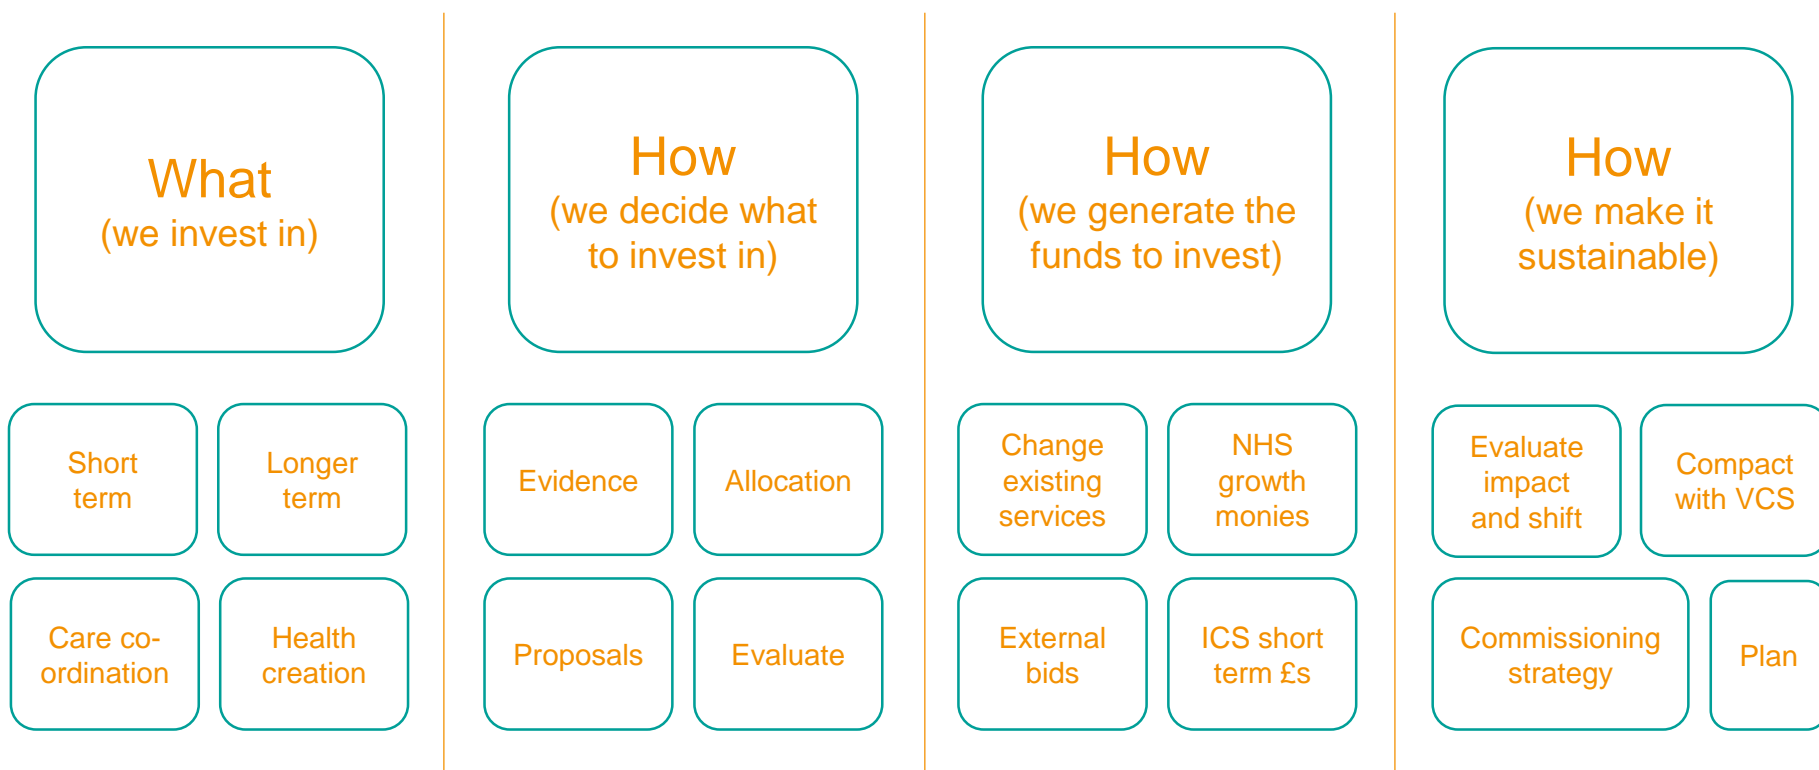 What
(we invest in)
Short
term
Longer
term
Care co-
ordination
Health
creation
How
(we decide what
to invest in)
Evidence
Allocation
Proposals
Evaluate
How
(we generate the
funds to invest)
Change
existing
services
NHS
growth
monies
External
bids
ICS short
term £s
How
(we make it
sustainable)
Evaluate
impact
and shift
Compact
with VCS
Commissioning
strategy
Plan